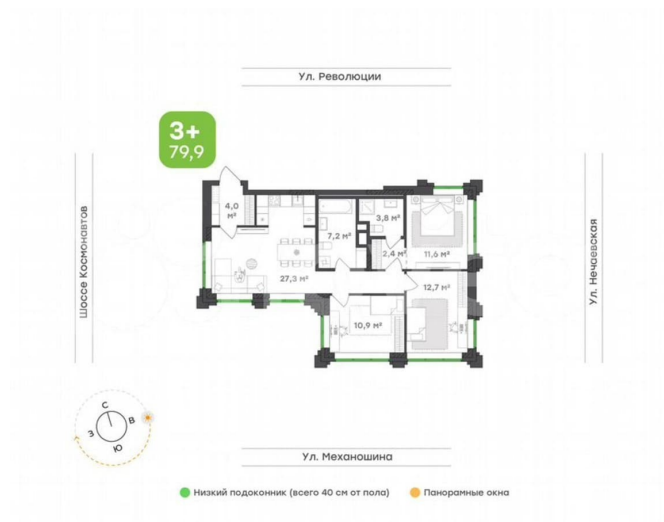 Ул. Революции
3+
79,9
4,0
м²
3,8 м²
7,2 м²
2,4 м²
11,6 м²
27,3 м²
12,7 м²
10,9 м²
Шоссе Космонавтов
Ул. Нечаевская
С
З
В
Ю
Ул. Механошина
Низкий подоконник (всего 40 см от пола)
Панорамные окна